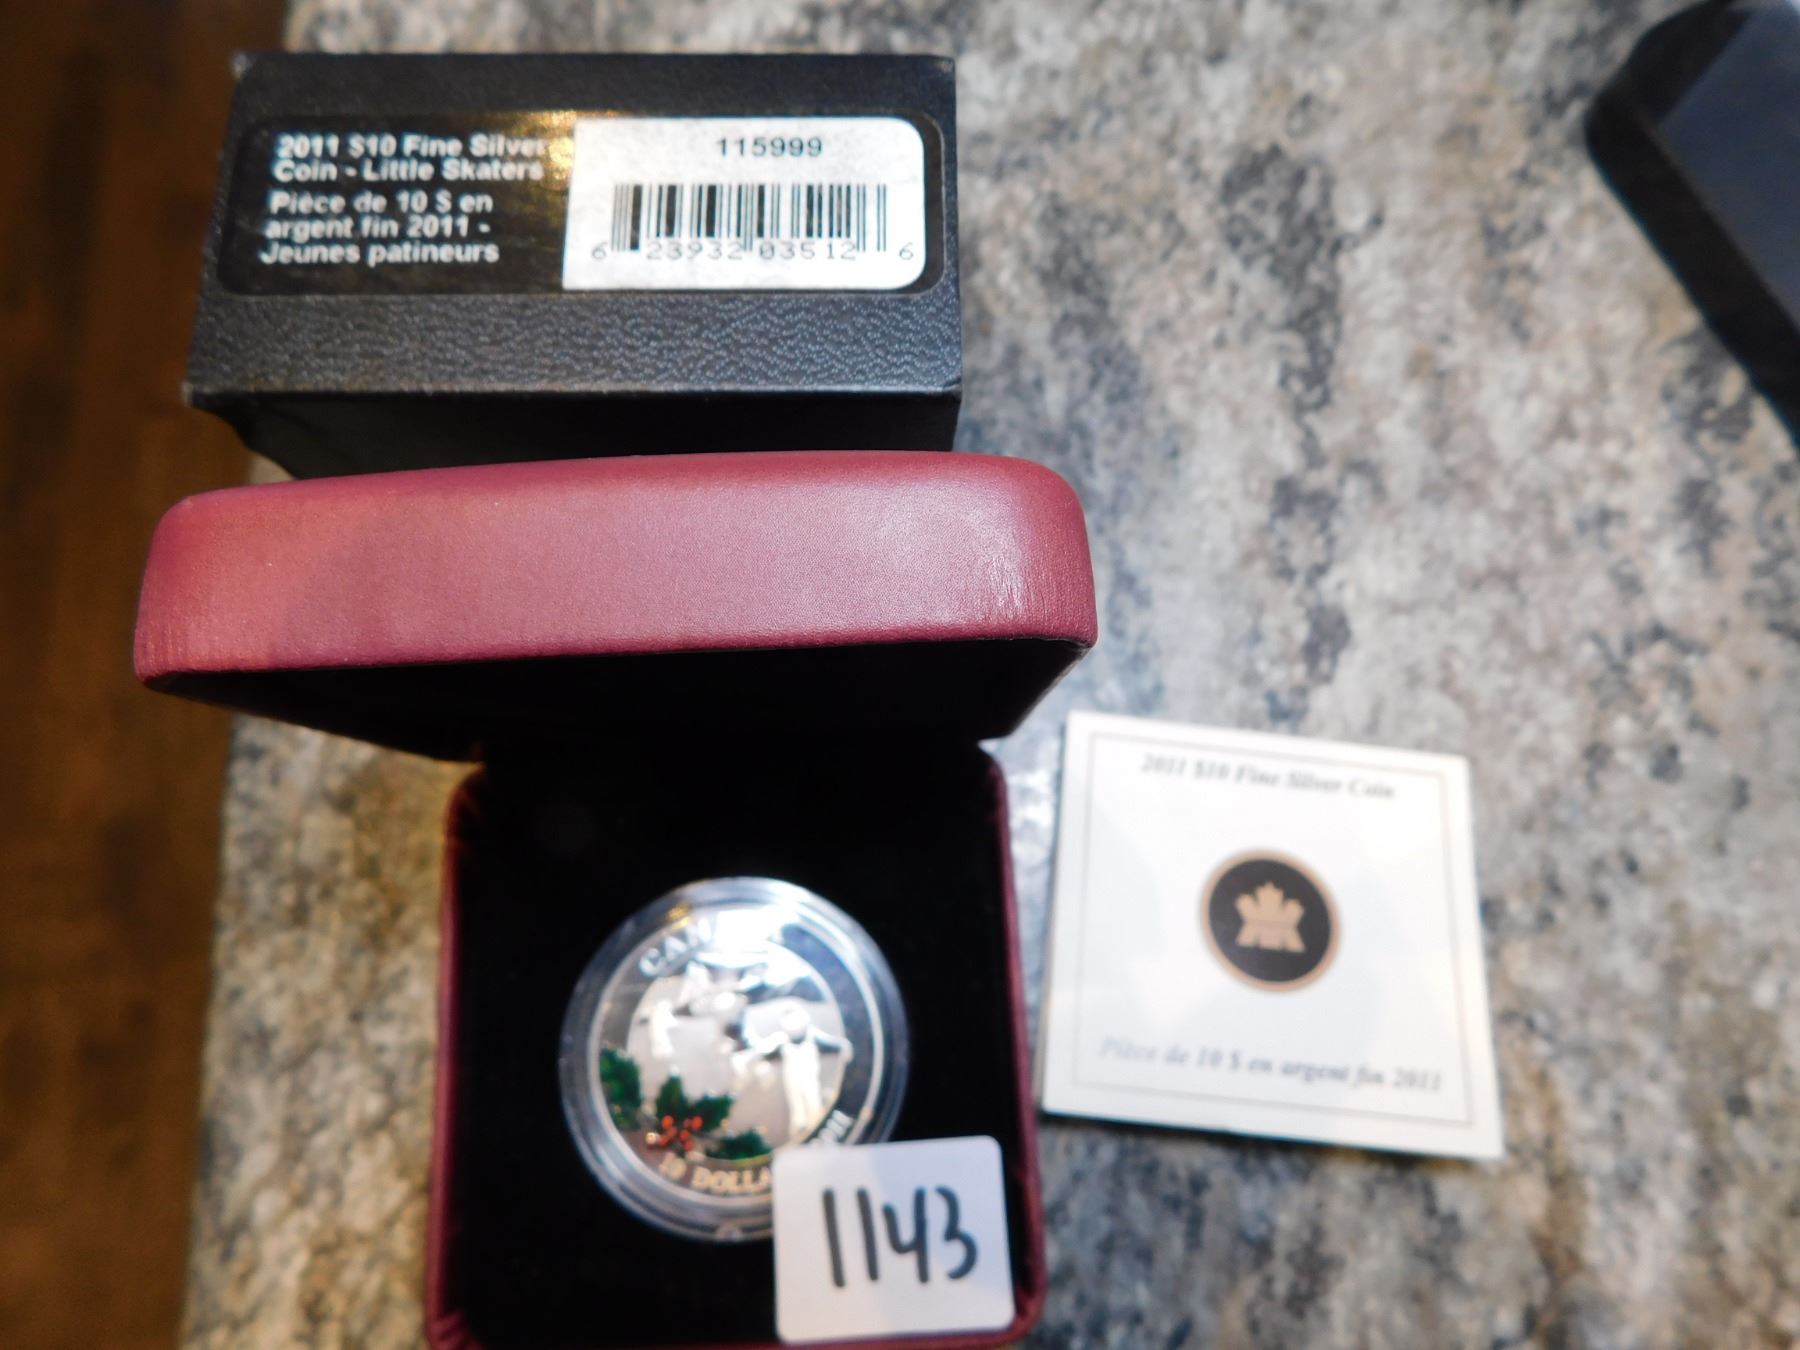 2011 $10 Fine Silver
Coin - Little Skaters
Pièce de 10 $ en
argent fin 2011 -
Jeunes patineurs
115999
6 23932 03512 6
2011 $10 Fine Silver Coin
Pièce de 10 $ en argent fin 2011
CAN
2011
10 DOLLA
1143